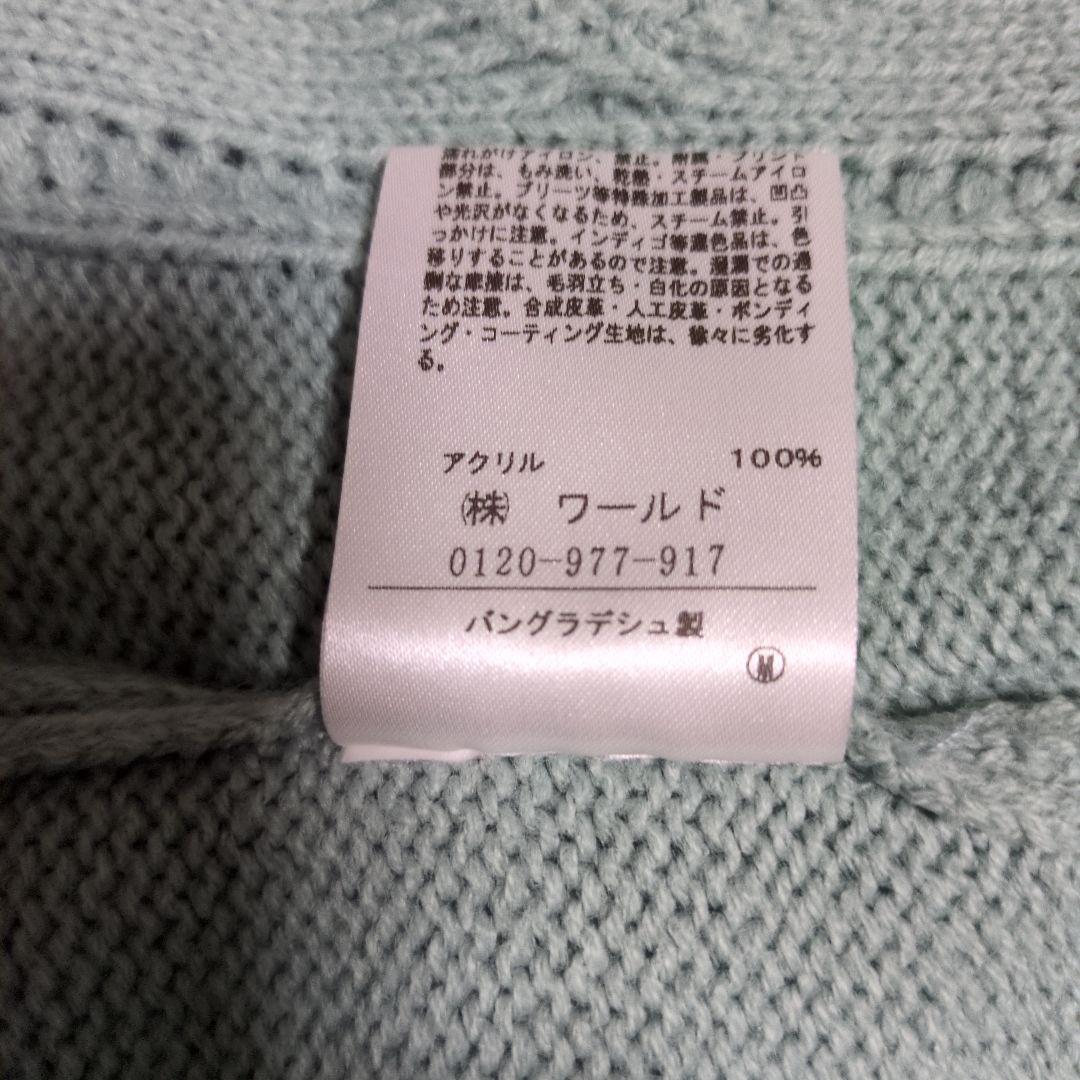 濡れがけアイロン、禁止。附属・プリント
部分は、もみ洗い、乾熱・スチームアイロ
ン禁止。プリーツ等特殊加工製品は、凹凸
や光沢がなくなるため、スチーム禁止。引
っかけに注意。インディゴ等濃色品は、色
移りすることがあるので注意。湿潤での過
剰な摩擦は、毛羽立ち・白化の原因となる
ため注意。合成皮革・人工皮革・ボンディ
ング・コーティング生地は、徐々に劣化す
る。
アクリル 100%
㈱ ワールド
0120-977-917
バングラデシュ製
Ⓜ